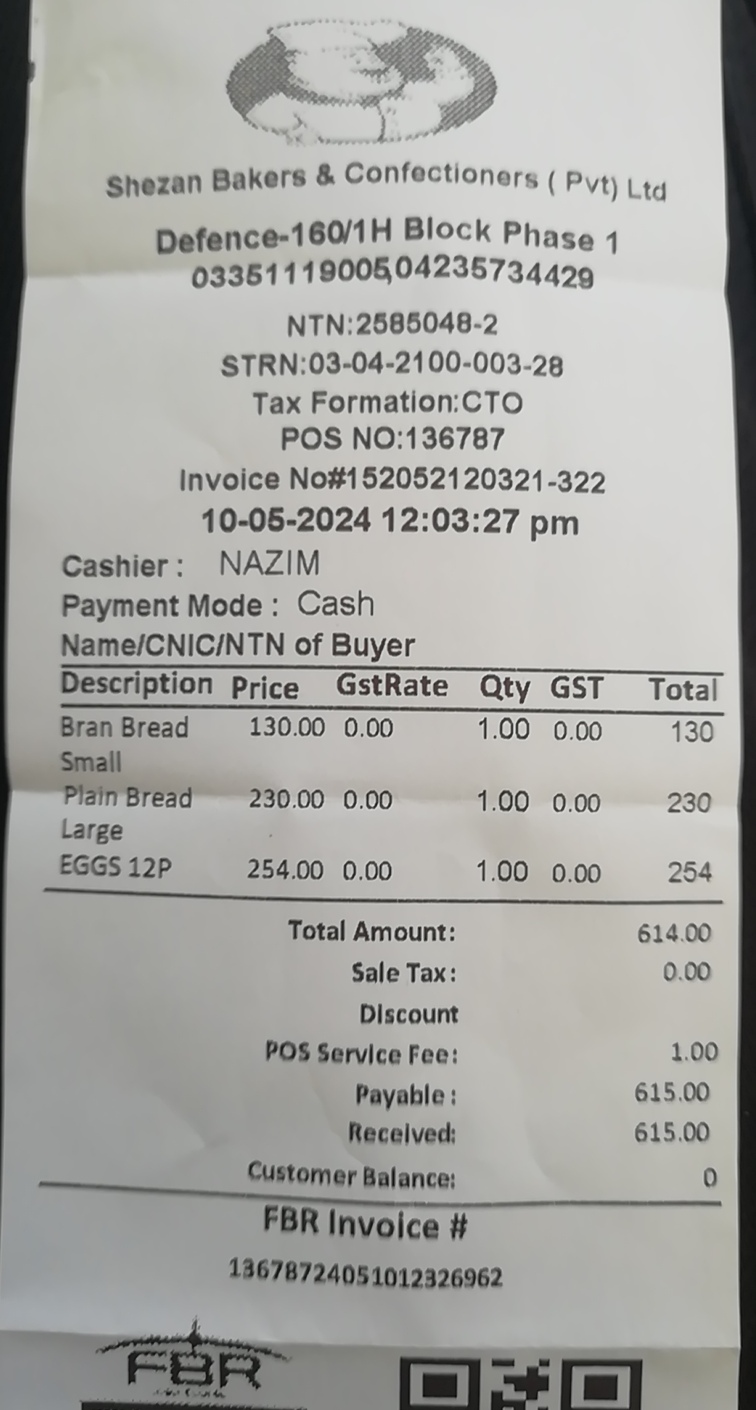 Shezan Bakers & Confectioners ( Pvt) Ltd
Defence-160/1H Block Phase 1
03351119005,04235734429
NTN:2585048-2
STRN:03-04-2100-003-28
Tax Formation:CTO
POS NO:136787
Invoice No#152052120321-322
10-05-2024 12:03:27 pm
Cashier : NAZIM
Payment Mode : Cash
Name/CNIC/NTN of Buyer
Description Price GstRate Qty GST Total
Bran Bread 130.00 0.00 1.00 0.00 130
Small
Plain Bread 230.00 0.00 1.00 0.00 230
Large
EGGS 12P 254.00 0.00 1.00 0.00 254
Total Amount: 614.00
Sale Tax: 0.00
Discount
POS Service Fee: 1.00
Payable : 615.00
Received: 615.00
Customer Balance: 0
FBR Invoice #
13678724051012326962
FBR